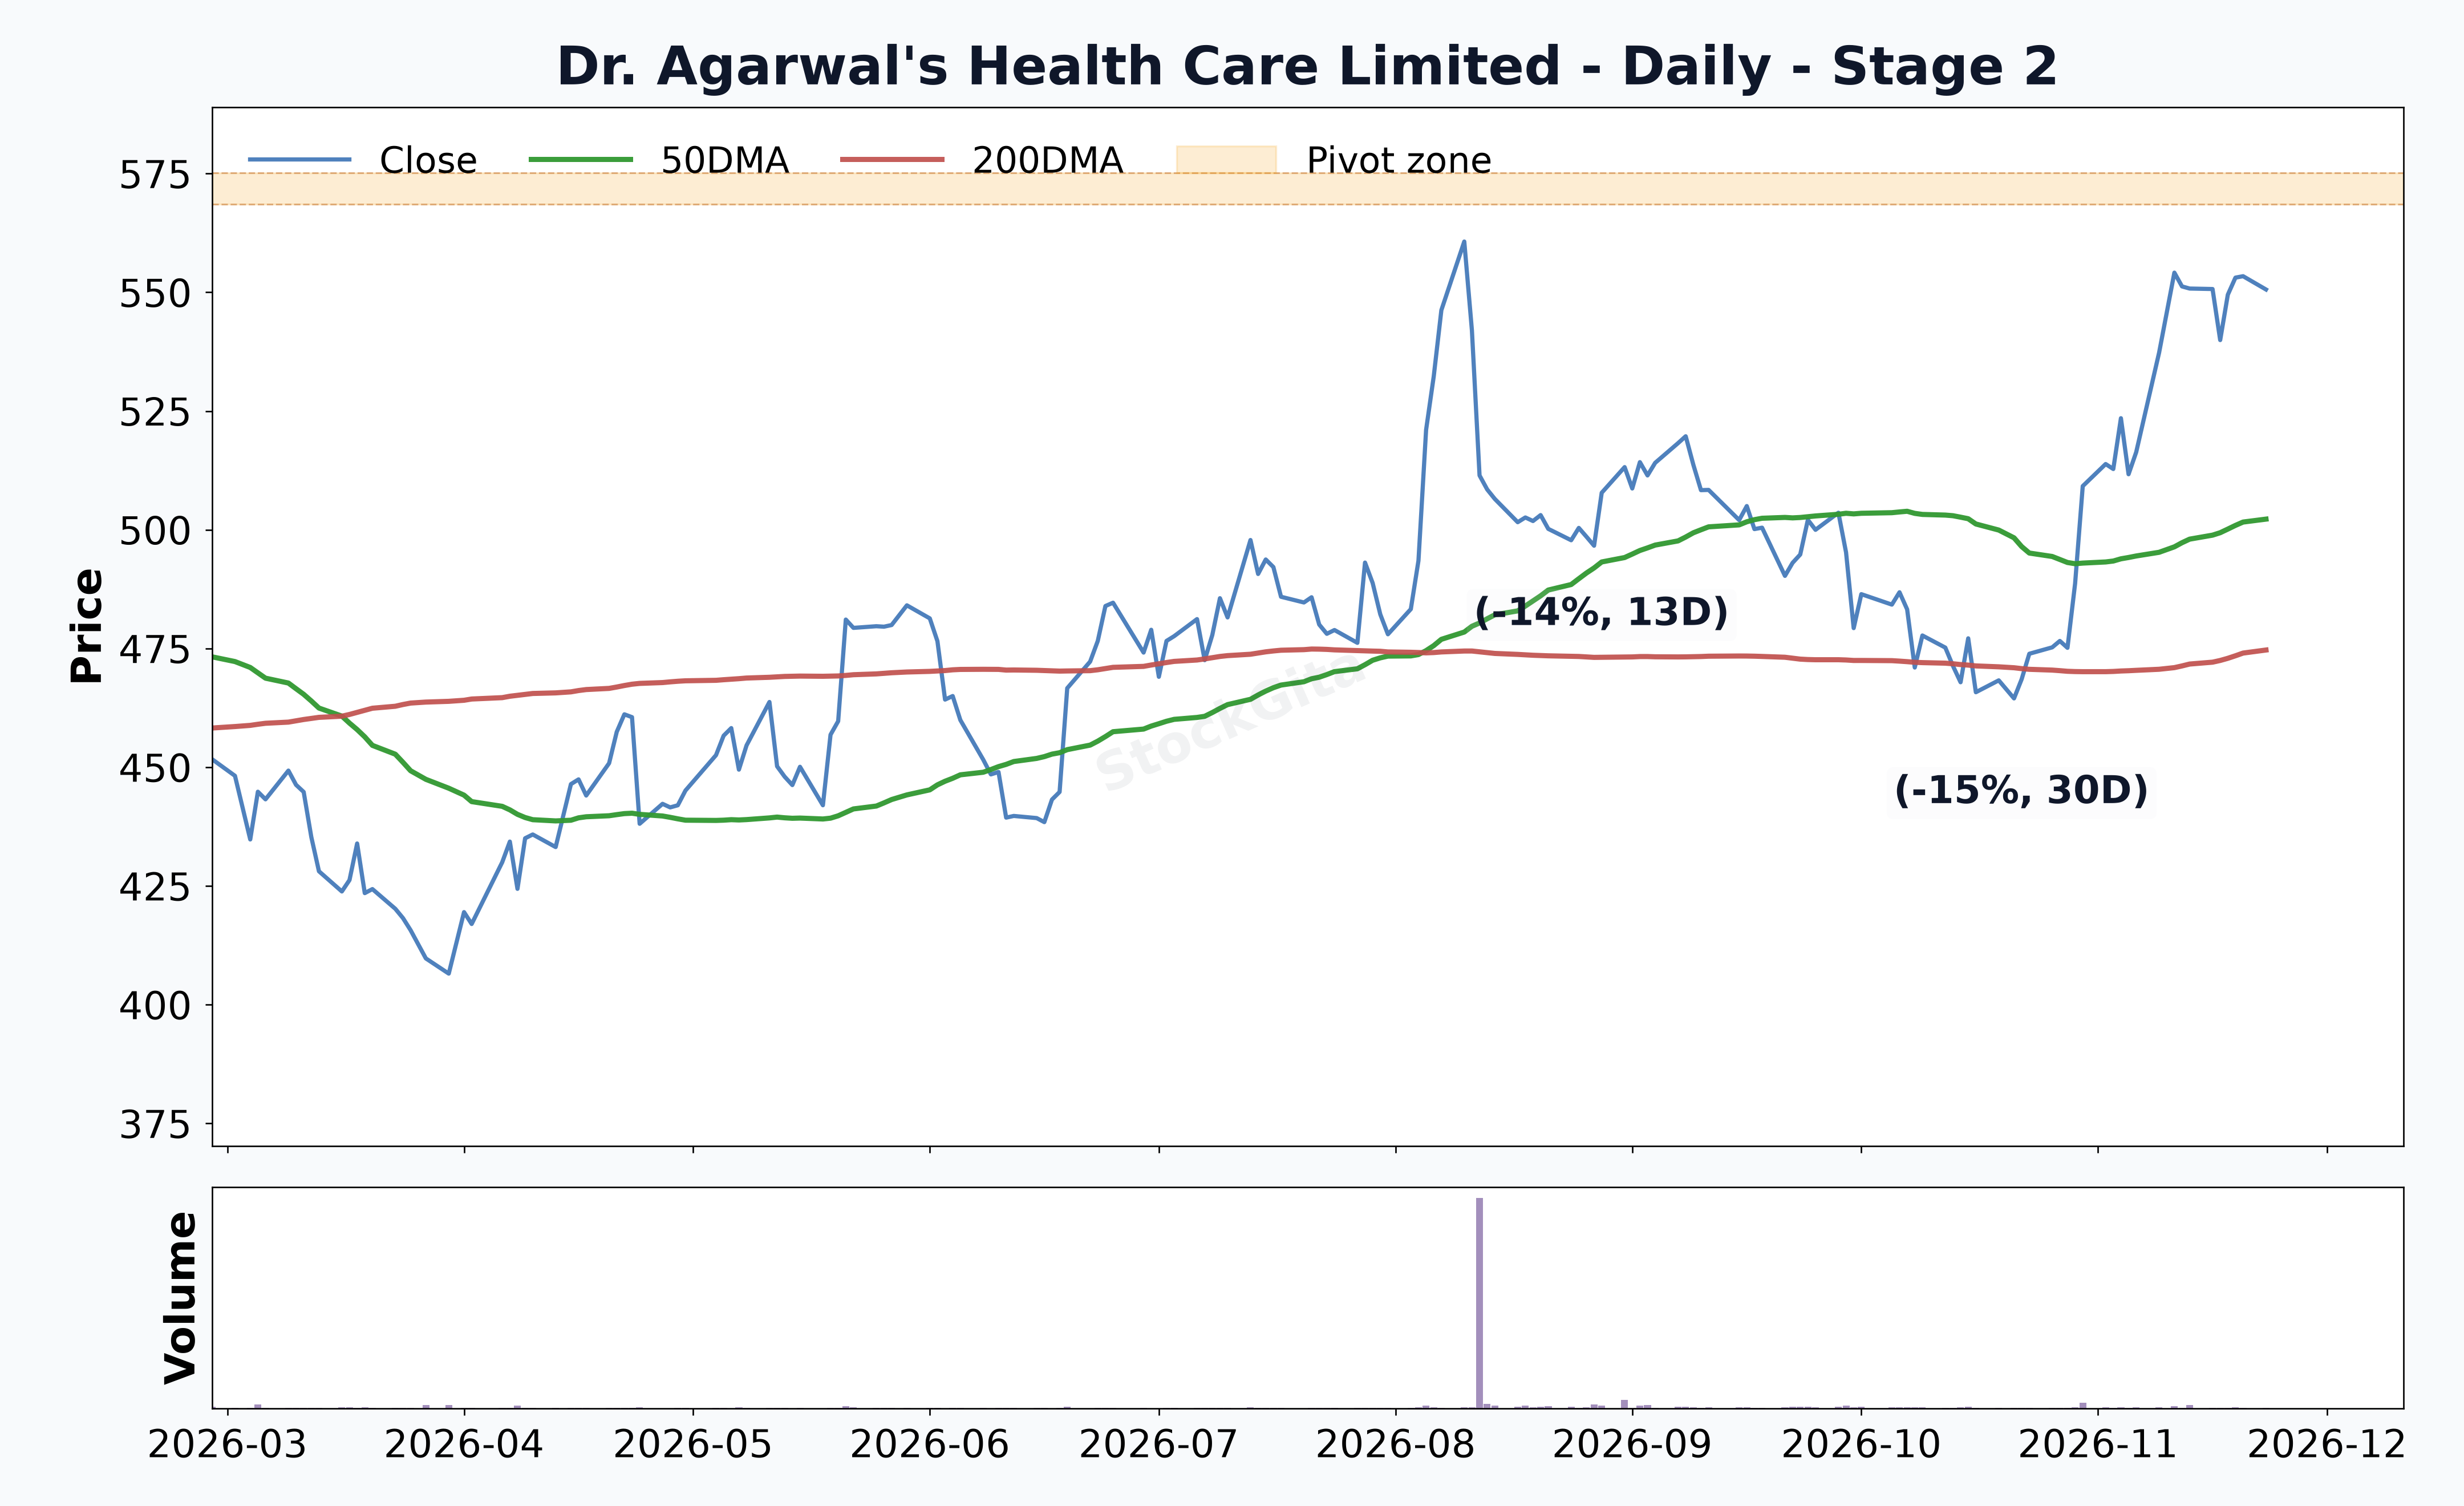 Dr. Agarwal's Health Care Limited - Daily - Stage 2
Close 50DMA 200DMA Pivot zone
575
550
525
500
475
450
425
400
375
Price
(-14%, 13D)
(-15%, 30D)
StockGita
Volume
2026-03 2026-04 2026-05 2026-06 2026-07 2026-08 2026-09 2026-10 2026-11 2026-12